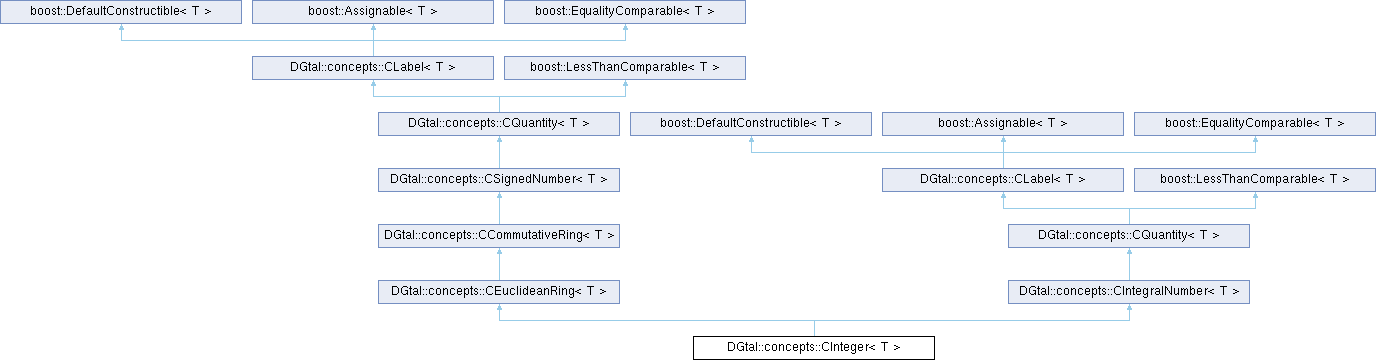 boost::DefaultConstructible< T >
boost::Assignable< T >
boost::EqualityComparable< T >
DGtal::concepts::CLabel< T >
boost::LessThanComparable< T >
DGtal::concepts::CQuantity< T >
boost::DefaultConstructible< T >
boost::Assignable< T >
boost::EqualityComparable< T >
DGtal::concepts::CSignedNumber< T >
DGtal::concepts::CLabel< T >
boost::LessThanComparable< T >
DGtal::concepts::CCommutativeRing< T >
DGtal::concepts::CQuantity< T >
DGtal::concepts::CEuclideanRing< T >
DGtal::concepts::CIntegralNumber< T >
DGtal::concepts::CInteger< T >